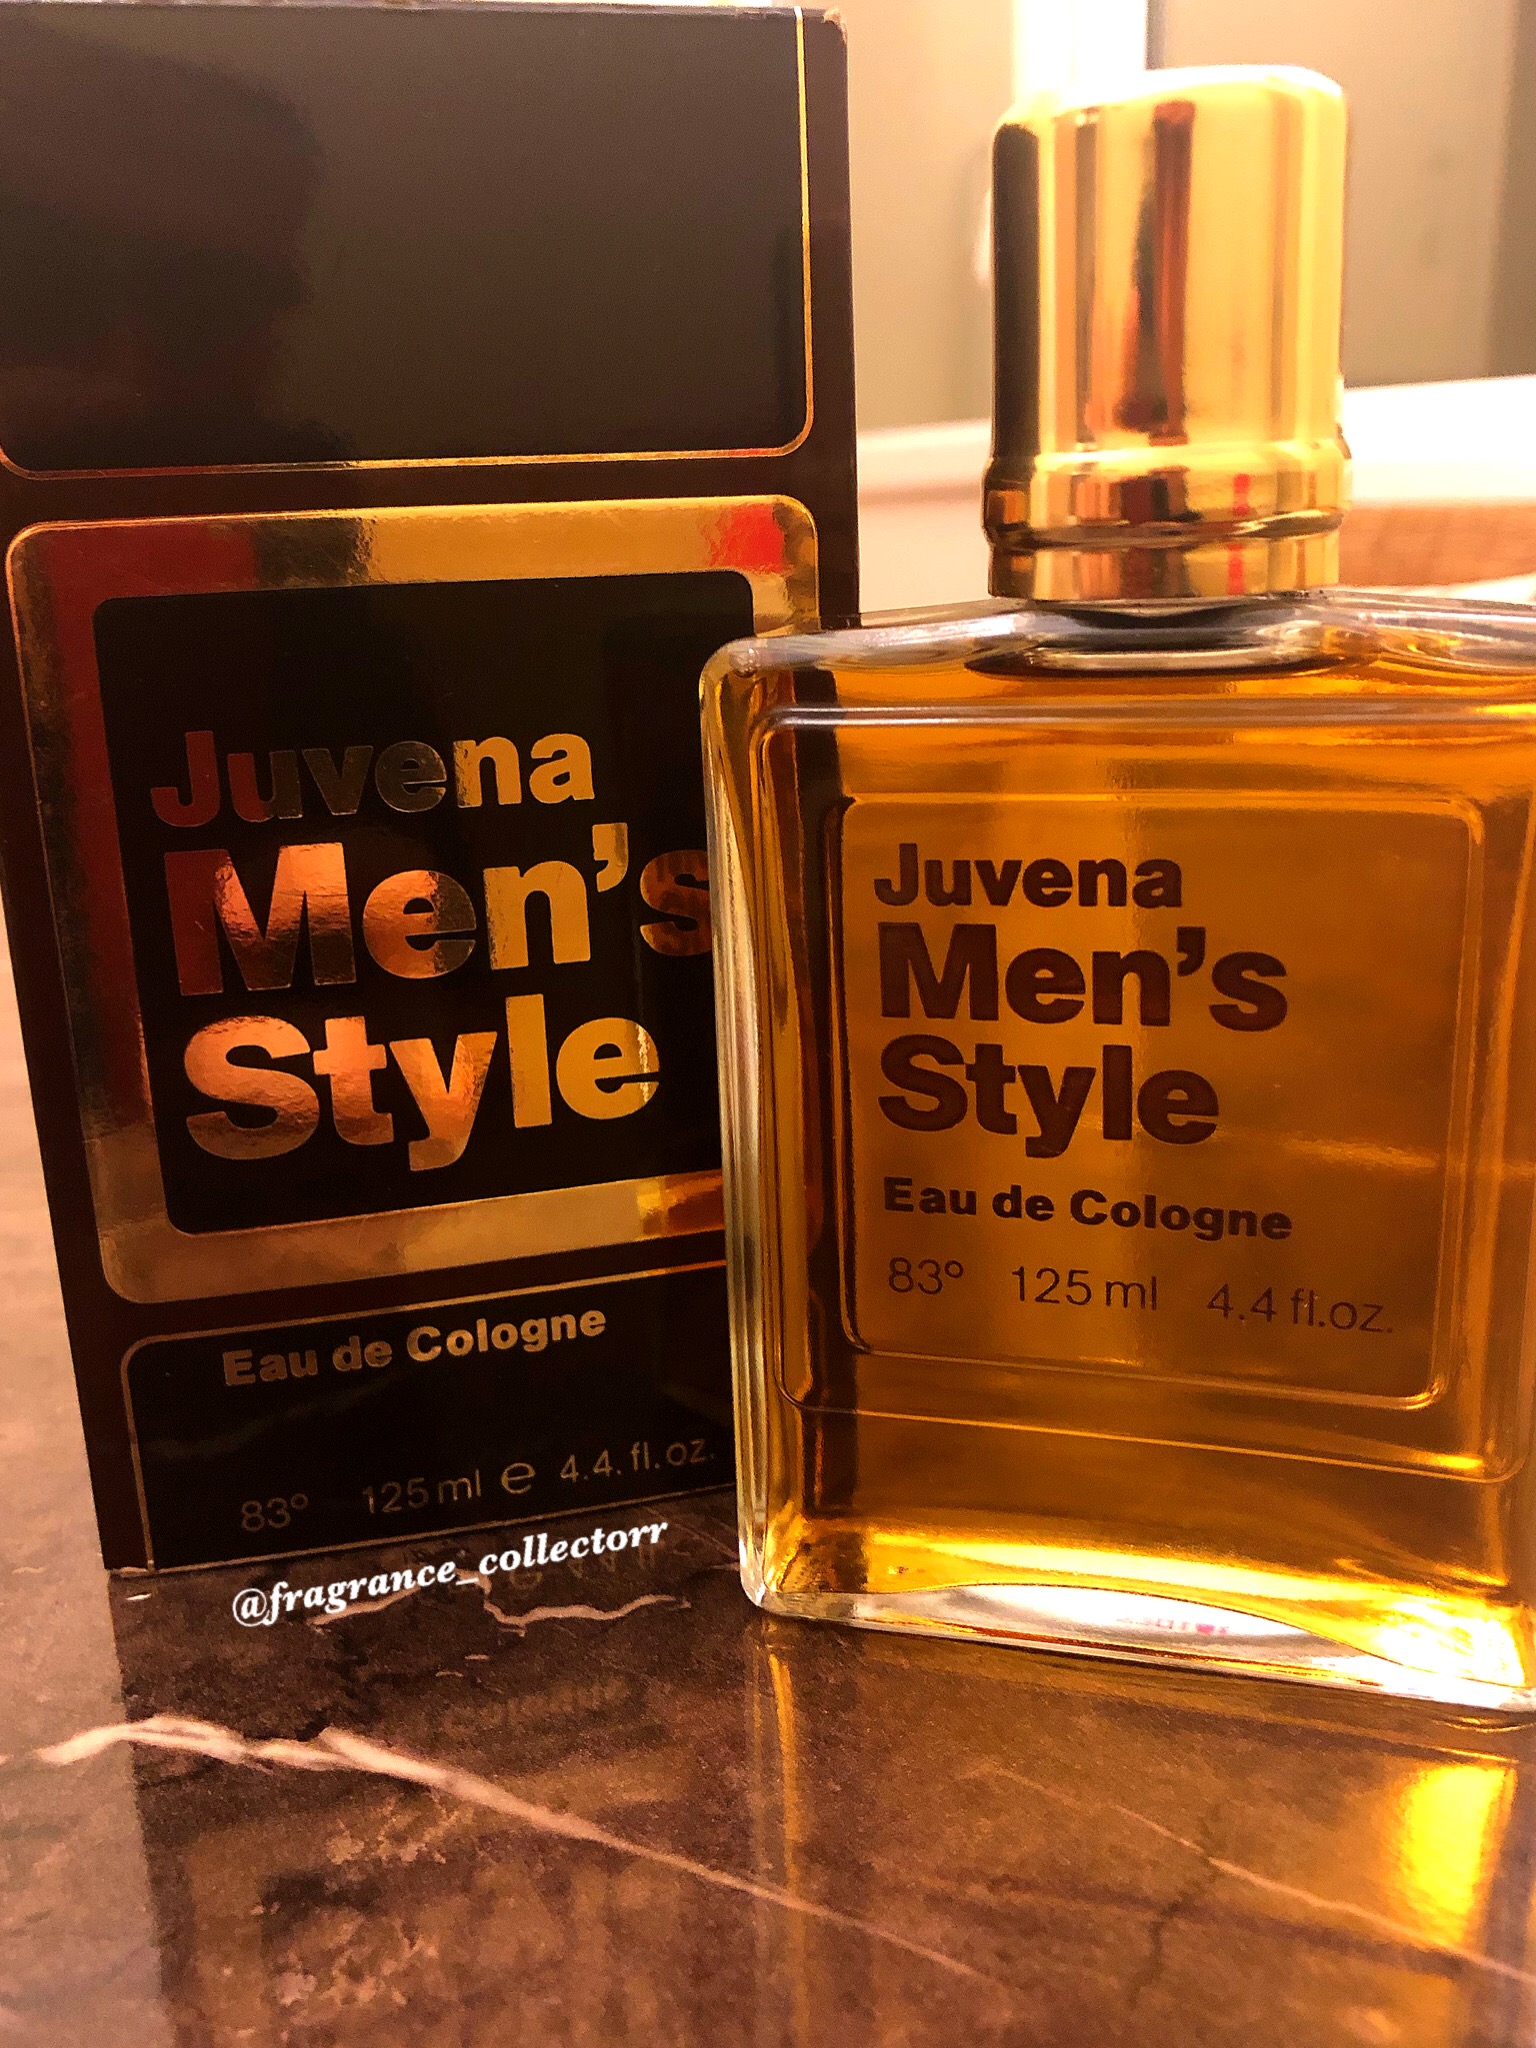 Juvena
Men's
Style
Eau de Cologne
83° 125 ml e 4.4. fl. oz.
Juvena
Men's
Style
Eau de Cologne
83° 125 ml 4.4 fl.oz.
@fragrance_collectorr